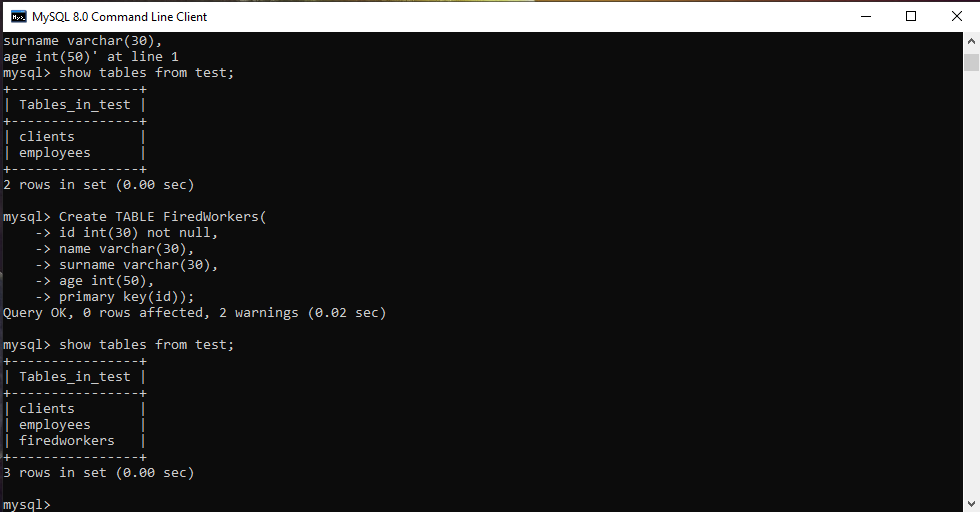 MySQL 8.0 Command Line Client
surname varchar(30),
age int(50)' at line 1
mysql> show tables from test;
+----------------+
| Tables_in_test |
+----------------+
| clients        |
| employees      |
+----------------+
2 rows in set (0.00 sec)

mysql> Create TABLE FiredWorkers(
    -> id int(30) not null,
    -> name varchar(30),
    -> surname varchar(30),
    -> age int(50),
    -> primary key(id));
Query OK, 0 rows affected, 2 warnings (0.02 sec)

mysql> show tables from test;
+----------------+
| Tables_in_test |
+----------------+
| clients        |
| employees      |
| firedworkers   |
+----------------+
3 rows in set (0.00 sec)

mysql>